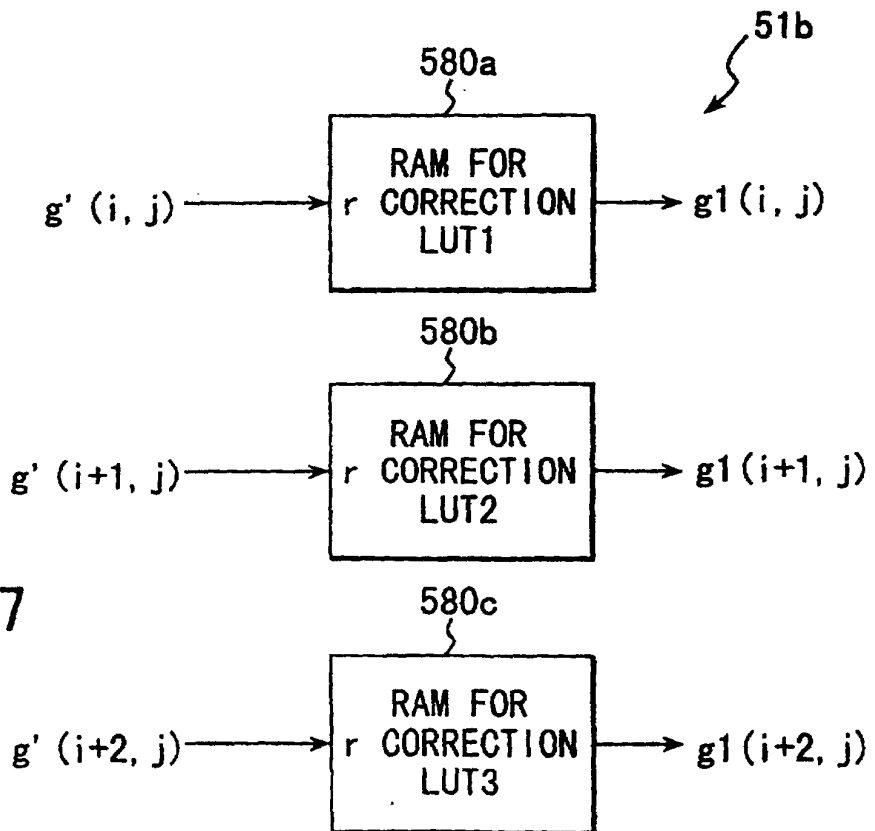 51b
580a
RAM FOR
g' (i, j) r CORRECTION g1 (i, j)
LUT1
580b
RAM FOR
g' (i+1, j) r CORRECTION g1 (i+1, j)
LUT2
7
580c
RAM FOR
g' (i+2, j) r CORRECTION g1 (i+2, j)
LUT3